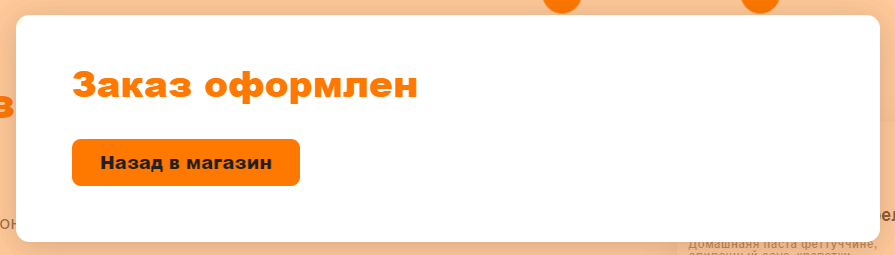 Заказ оформлен
Назад в магазин
Домашняя паста феттуччине,